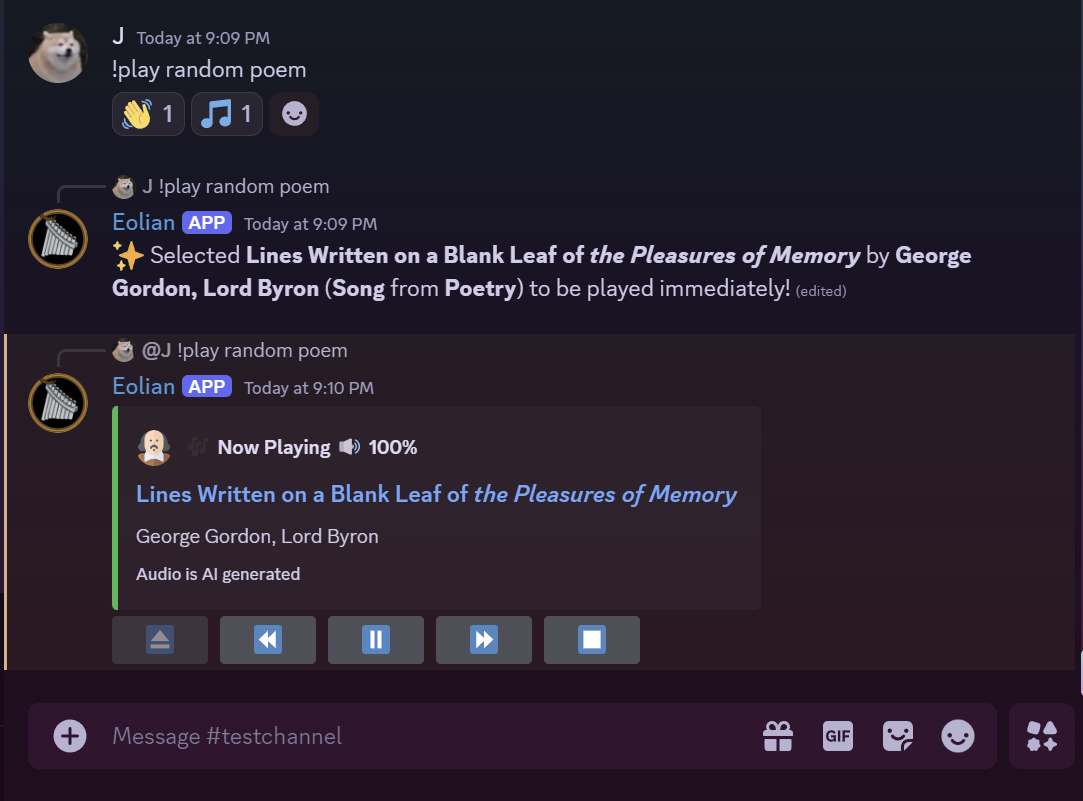 J Today at 9:09 PM
!play random poem
1 1
J !play random poem
Eolian APP Today at 9:09 PM
Selected Lines Written on a Blank Leaf of the Pleasures of Memory by George
Gordon, Lord Byron (Song from Poetry) to be played immediately! (edited)
@J !play random poem
Eolian APP Today at 9:10 PM
Now Playing 100%
Lines Written on a Blank Leaf of the Pleasures of Memory
George Gordon, Lord Byron
Audio is AI generated
Message #testchannel GIF